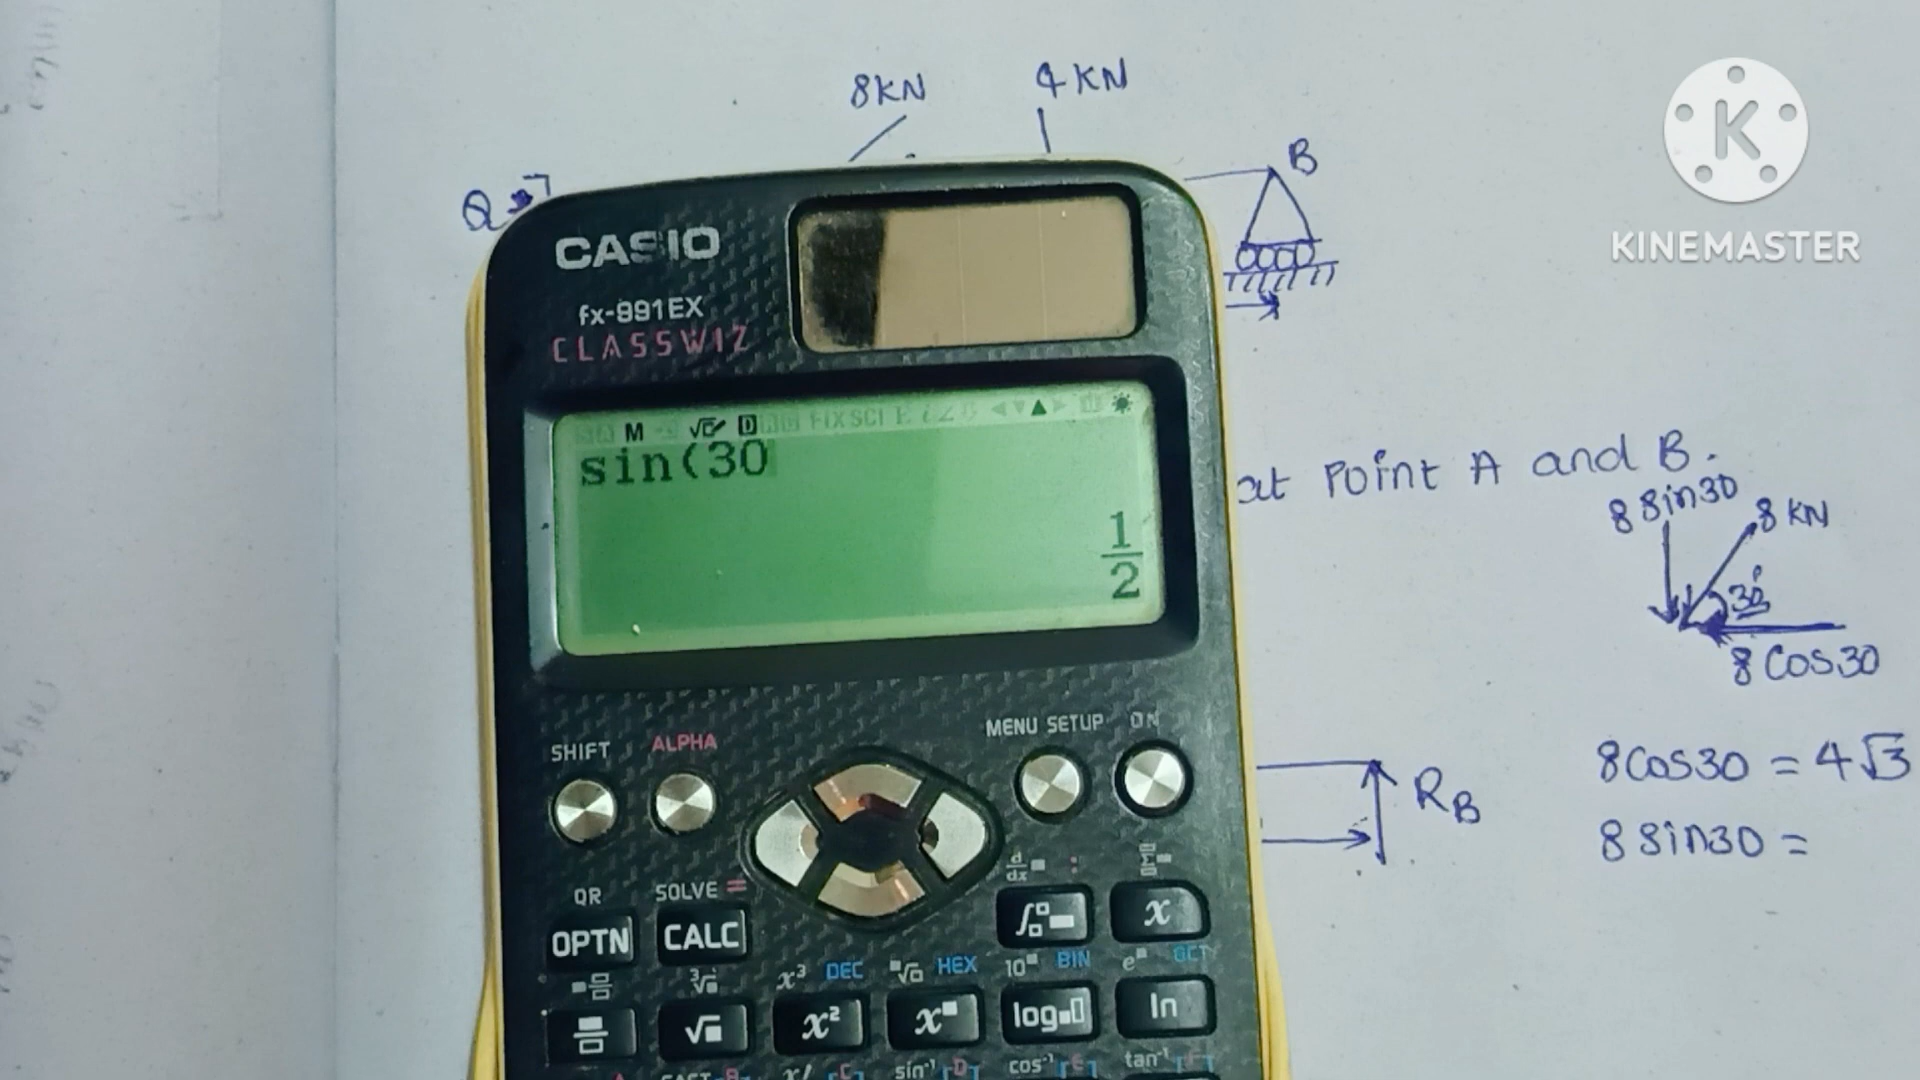 8KN
4KN
B
Q
K
KINEMASTER
CASIO
fx-991EX
CLASSWIZ
M √ D FIX SCI
sin(30
1
2
at Point A and B.
8 Sin30
8 KN
30°
8 Cos30
SHIFT
ALPHA
MENU SETUP
ON
8Cos30 = 4√3
RB
8 sin30 =
QR
SOLVE =
OPTN
CALC
x
x³ DEC
HEX
10■ BIN
e■ OCT
√■
x²
x■
log■□
ln
sin⁻¹ D
cos⁻¹ E
tan⁻¹ F